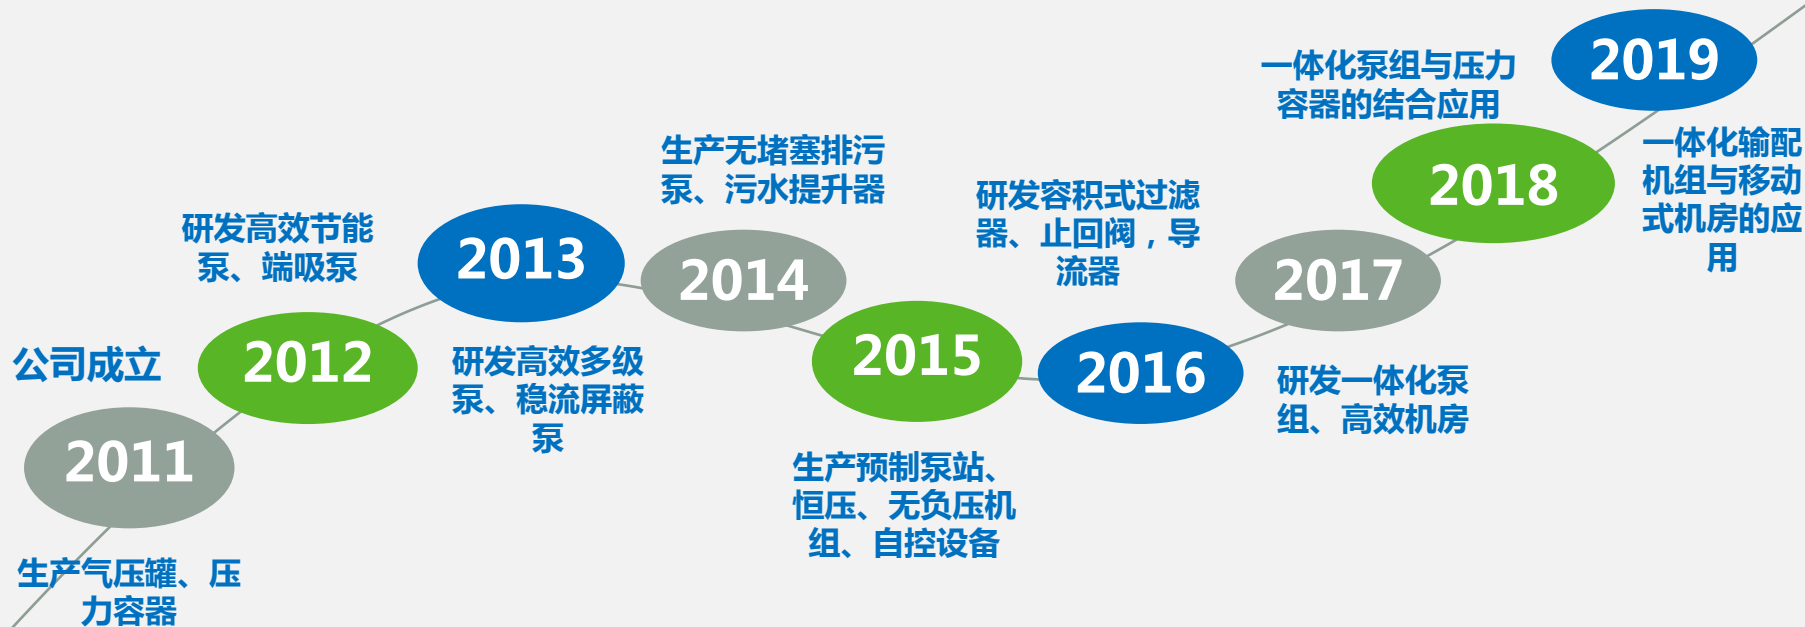 公司成立
2011
生产气压罐、压
力容器
研发高效节能
泵、端吸泵
2012
2013
研发高效多级
泵、稳流屏蔽
泵
生产无堵塞排污
泵、污水提升器
2014
2015
生产预制泵站、
恒压、无负压机
组、自控设备
研发容积式过滤
器、止回阀，导
流器
2016
2017
研发一体化泵
组、高效机房
一体化泵组与压力
容器的结合应用
2018
2019
一体化输配
机组与移动
式机房的应
用